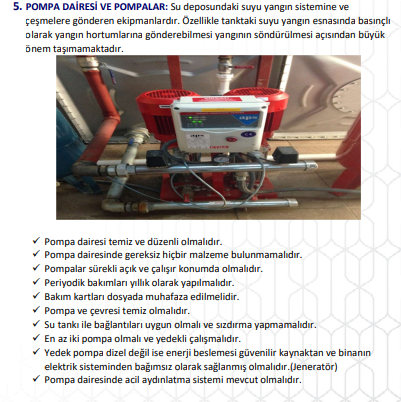 5. POMPA DAİRESİ VE POMPALAR: Su deposundaki suyu yangın sistemine ve
çeşmelere gönderen ekipmanlardır. Özellikle tanktaki suyu yangın esnasında basınçlı
olarak yangın hortumlarına gönderebilmesi yangının söndürülmesi açısından büyük
önem taşımamaktadır.
aps
✓ Pompa dairesi temiz ve düzenli olmalıdır.
✓ Pompa dairesinde gereksiz hiçbir malzeme bulunmamalıdır.
✓ Pompalar sürekli açık ve çalışır konumda olmalıdır.
✓ Periyodik bakımları yıllık olarak yapılmalıdır.
✓ Bakım kartları dosyada muhafaza edilmelidir.
✓ Pompa ve çevresi temiz olmalıdır.
✓ Su tankı ile bağlantıları uygun olmalı ve sızdırma yapmamalıdır.
✓ En az iki pompa olmalı ve yedekli çalışmalıdır.
✓ Yedek pompa dizel değil ise enerji beslemesi güvenilir kaynaktan ve binanın
elektrik sisteminden bağımsız olarak sağlanmış olmalıdır.(Jeneratör)
✓ Pompa dairesinde acil aydınlatma sistemi mevcut olmalıdır.